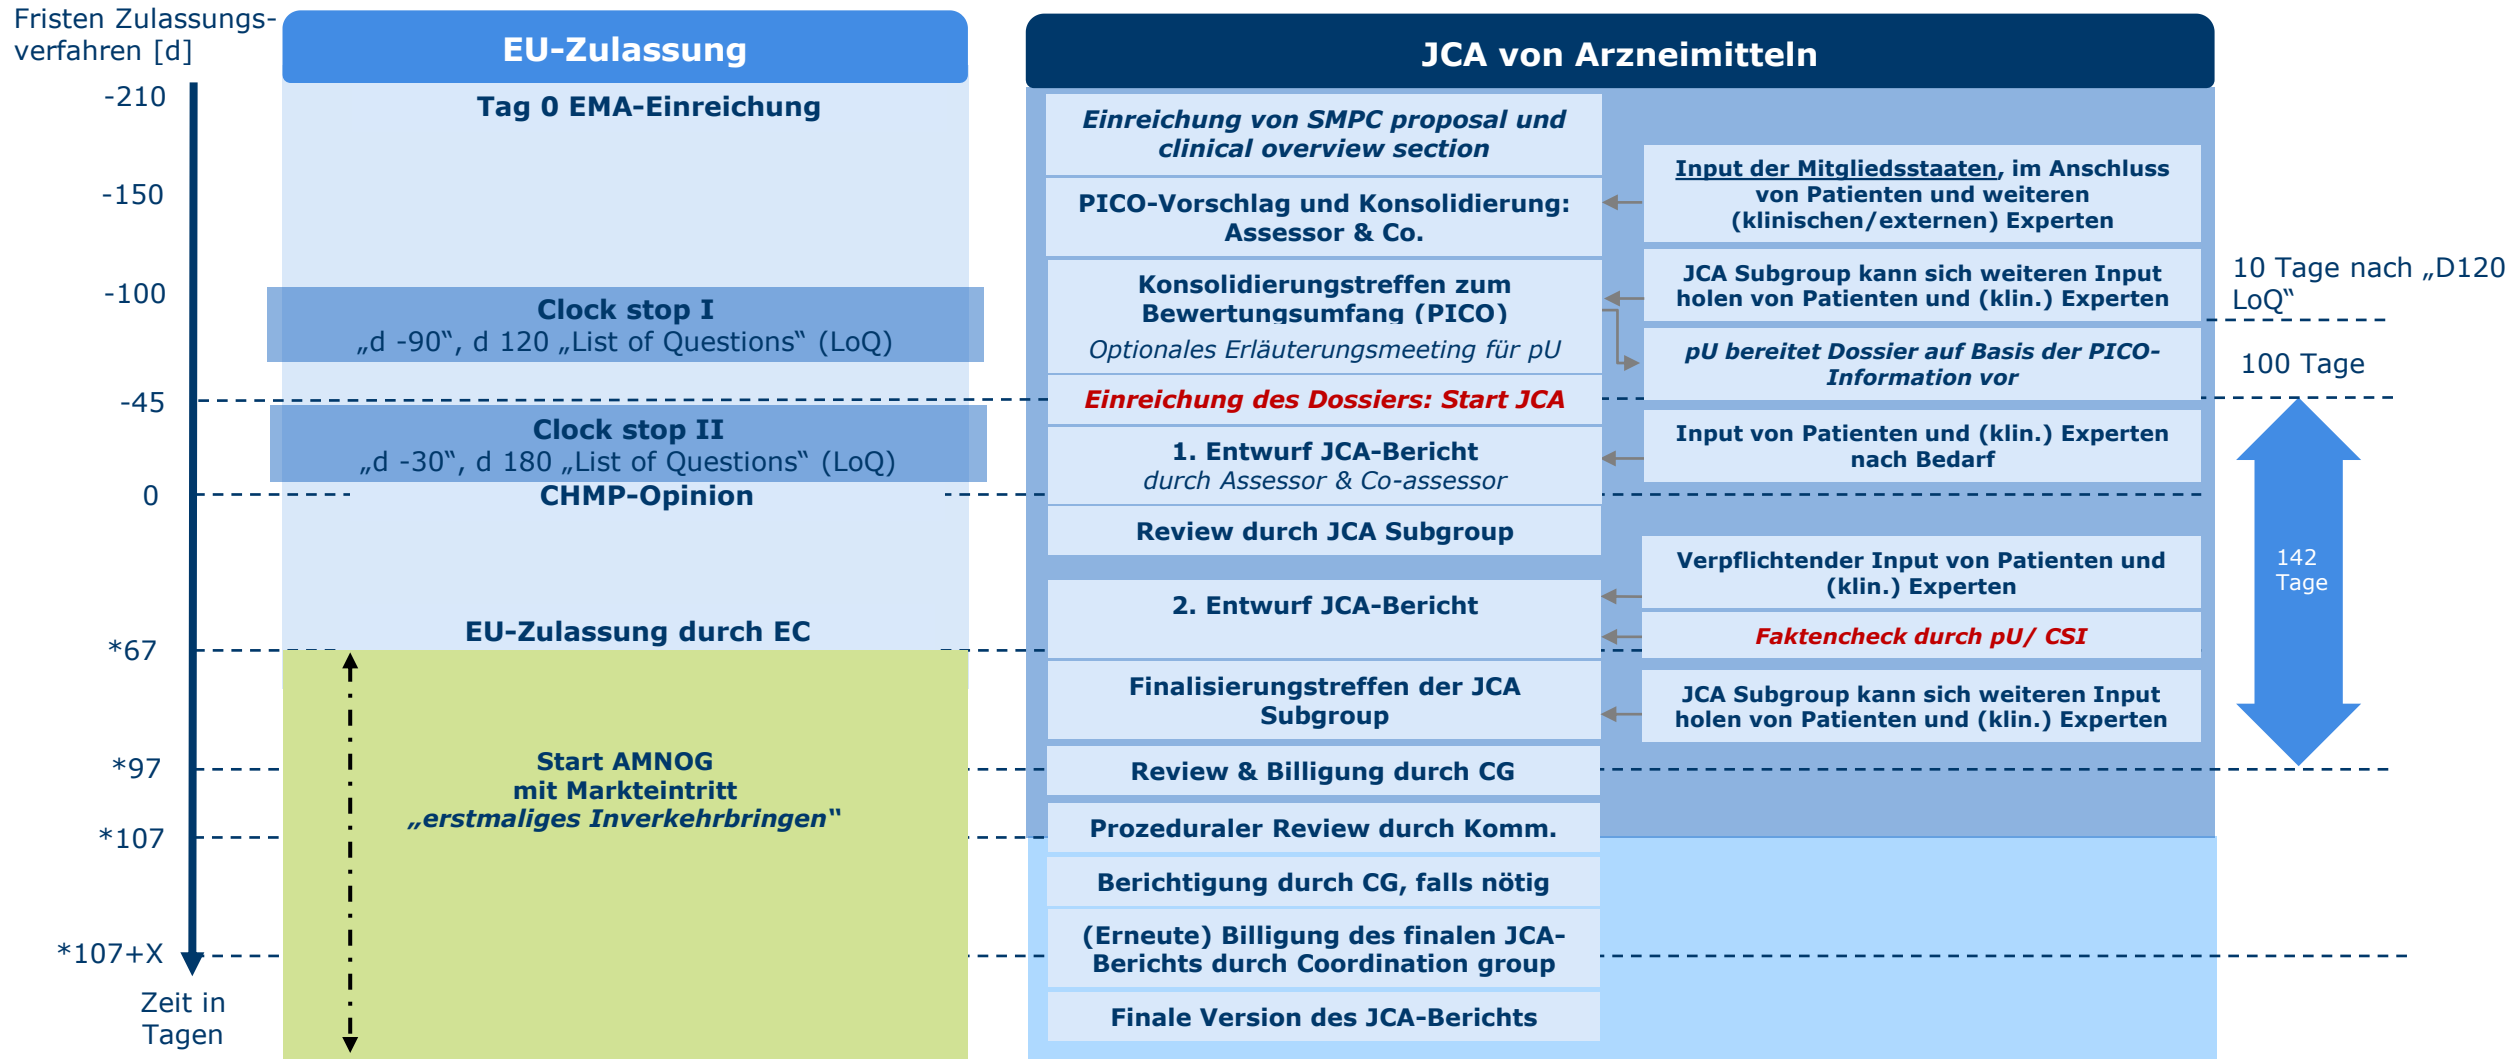 Fristen Zulassungs-
verfahren [d]
EU-Zulassung
JCA von Arzneimitteln
-210
-150
-100
-45
0
*67
*97
*107
*107+X
Zeit in
Tagen
Tag 0 EMA-Einreichung
Clock stop I
„d -90“, d 120 „List of Questions“ (LoQ)
Clock stop II
„d -30“, d 180 „List of Questions“ (LoQ)
CHMP-Opinion
EU-Zulassung durch EC
Start AMNOG
mit Markteintritt
„erstmaliges Inverkehrbringen“
Einreichung von SMPC proposal und
clinical overview section
PICO-Vorschlag und Konsolidierung:
Assessor & Co.
Konsolidierungstreffen zum
Bewertungsumfang (PICO)
Optionales Erläuterungsmeeting für pU
Einreichung des Dossiers: Start JCA
1. Entwurf JCA-Bericht
durch Assessor & Co-assessor
Review durch JCA Subgroup
2. Entwurf JCA-Bericht
Finalisierungstreffen der JCA
Subgroup
Review & Billigung durch CG
Prozeduraler Review durch Komm.
Berichtigung durch CG, falls nötig
(Erneute) Billigung des finalen JCA-
Berichts durch Coordination group
Finale Version des JCA-Berichts
Input der Mitgliedsstaaten, im Anschluss
von Patienten und weiteren
(klinischen/externen) Experten
JCA Subgroup kann sich weiteren Input
holen von Patienten und (klin.) Experten
pU bereitet Dossier auf Basis der PICO-
Information vor
Input von Patienten und (klin.) Experten
nach Bedarf
Verpflichtender Input von Patienten und
(klin.) Experten
Faktencheck durch pU/ CSI
JCA Subgroup kann sich weiteren Input
holen von Patienten und (klin.) Experten
10 Tage nach „D120
LoQ“
100 Tage
142
Tage